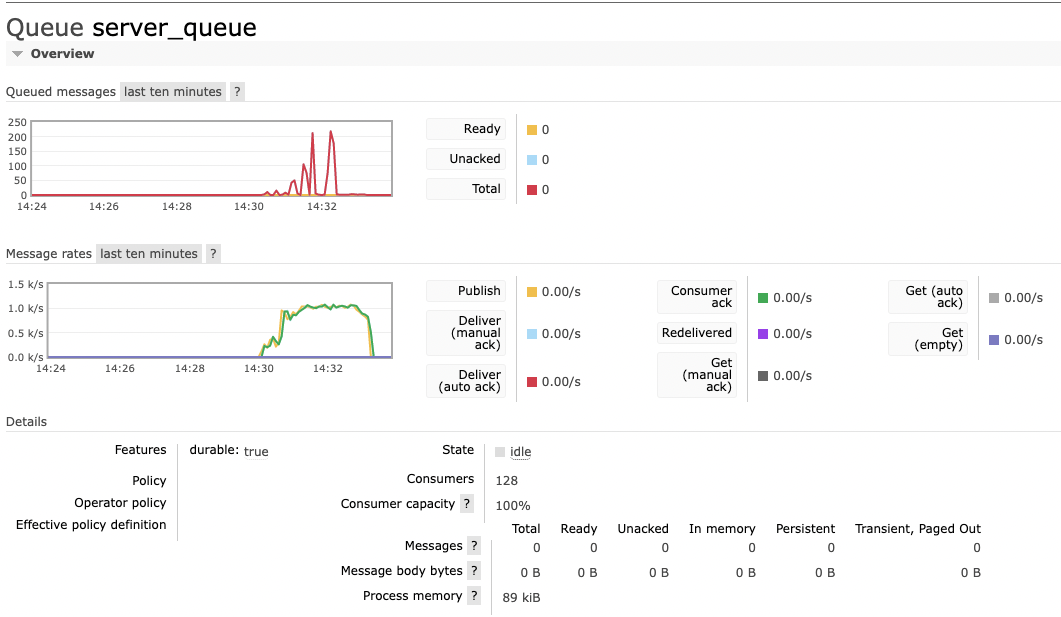 Queue server_queue
Overview
Queued messages last ten minutes ?
250
200
150
100
50
0
14:24 14:26 14:28 14:30 14:32
Ready 0
Unacked 0
Total 0
Message rates last ten minutes ?
1.5 k/s
1.0 k/s
0.5 k/s
0.0 k/s
14:24 14:26 14:28 14:30 14:32
Publish 0.00/s
Deliver
(manual 0.00/s
ack)
Deliver
(auto ack) 0.00/s
Consumer
ack 0.00/s
Redelivered 0.00/s
Get
(manual 0.00/s
ack)
Get (auto
ack) 0.00/s
Get
(empty) 0.00/s
Details
Features durable: true
Policy
Operator policy
Effective policy definition
State idle
Consumers 128
Consumer capacity ? 100%
Total Ready Unacked In memory Persistent Transient, Paged Out
Messages ? 0 0 0 0 0 0
Message body bytes ? 0 B 0 B 0 B 0 B 0 B 0 B
Process memory ? 89 kiB